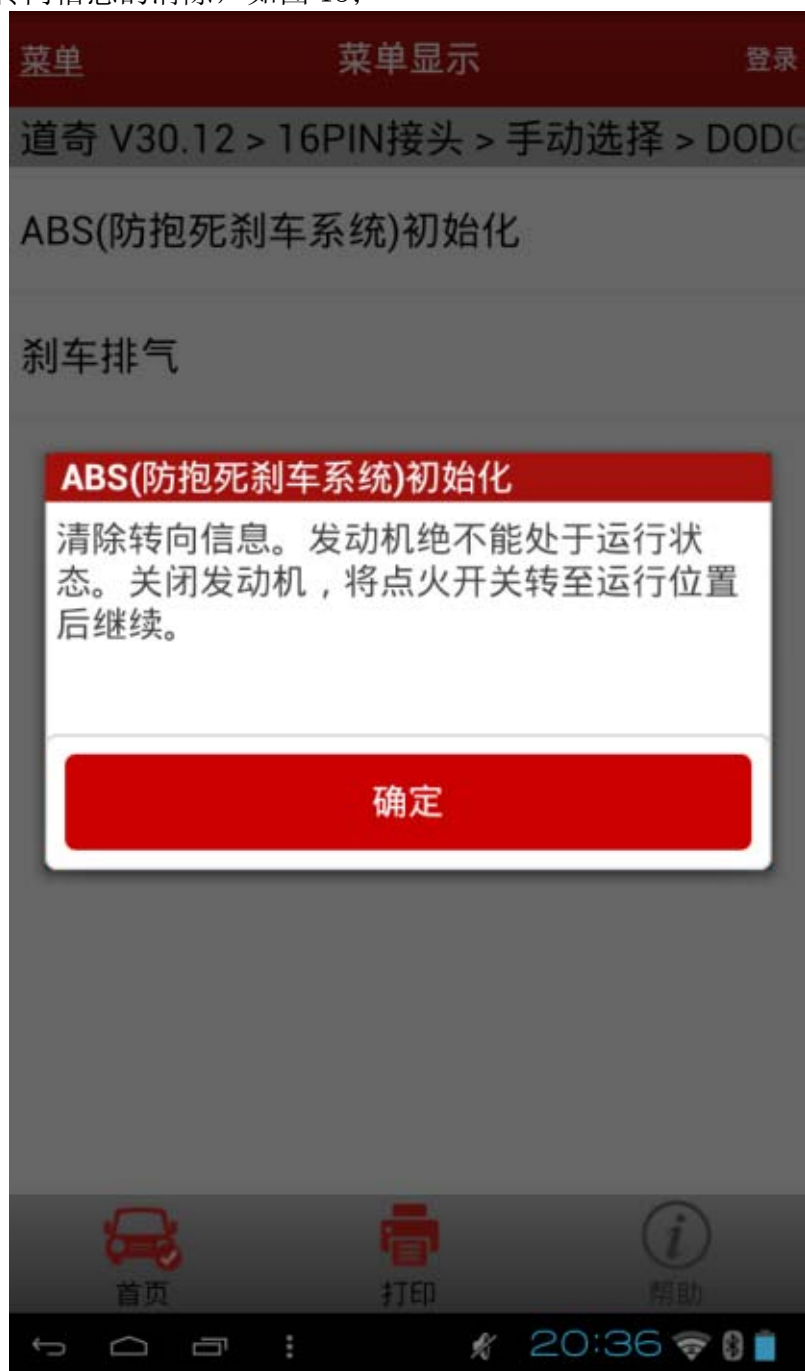 菜单 菜单显示 登录
道奇 V30.12 > 16PIN接头 > 手动选择 > DODG
ABS(防抱死刹车系统)初始化
刹车排气
ABS(防抱死刹车系统)初始化
清除转向信息。发动机绝不能处于运行状
态。关闭发动机，将点火开关转至运行位置
后继续。
确定
首页 打印 帮助
20:36